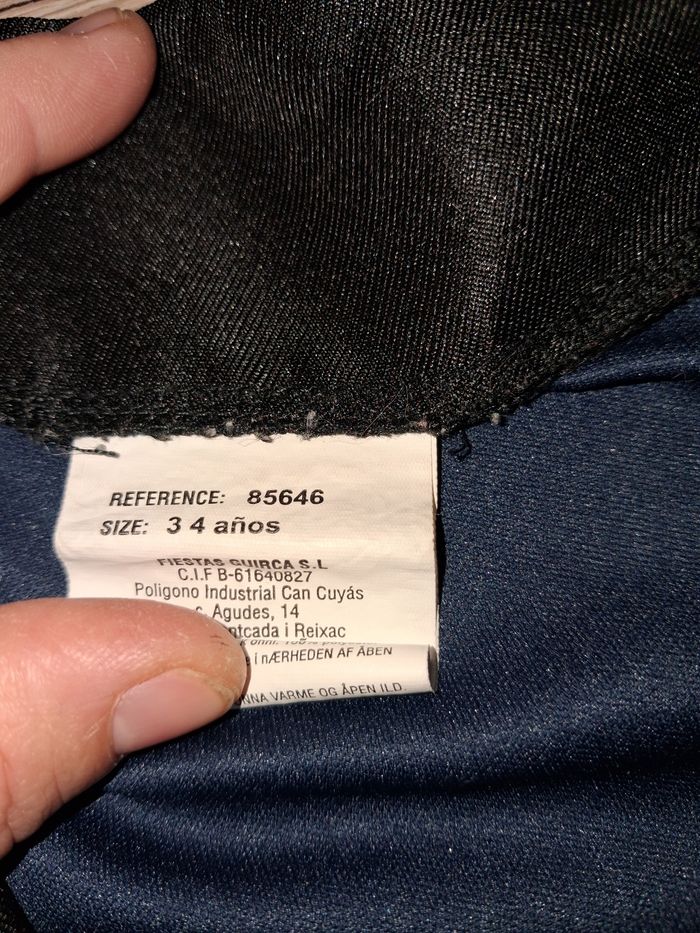 REFERENCE: 85646
SIZE: 3 4 años
FIESTAS GUIRCA S.L
C.I.F B-61640827
Poligono Industrial Can Cuyás
c. Agudes, 14
i Reixac
i nÆRHEDEN AF ÅBEN
VARME OG ÅPEN ILD.